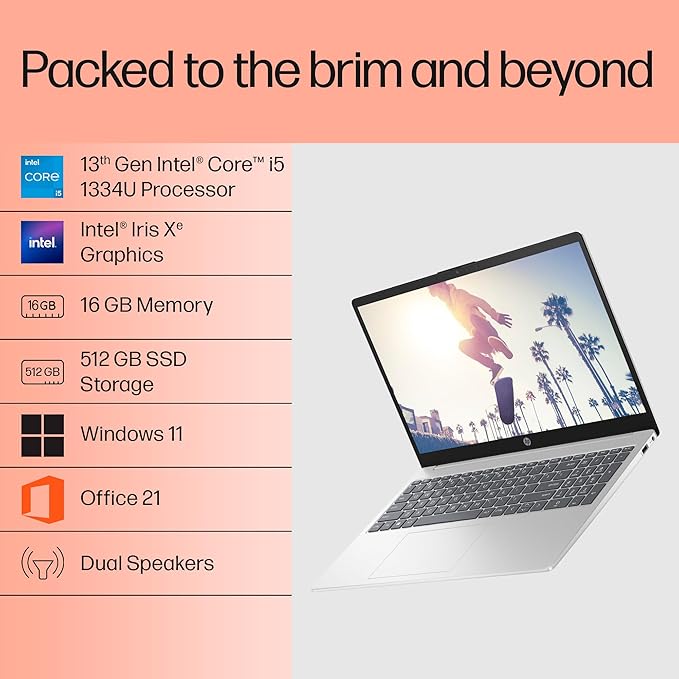 Packed to the brim and beyond
intel
CORE
i5
13th Gen Intel® Core™ i5
1334U Processor
intel.
Intel® Iris Xe
Graphics
16GB
16 GB Memory
512 GB
512 GB SSD
Storage
Windows 11
Office 21
Dual Speakers
hp